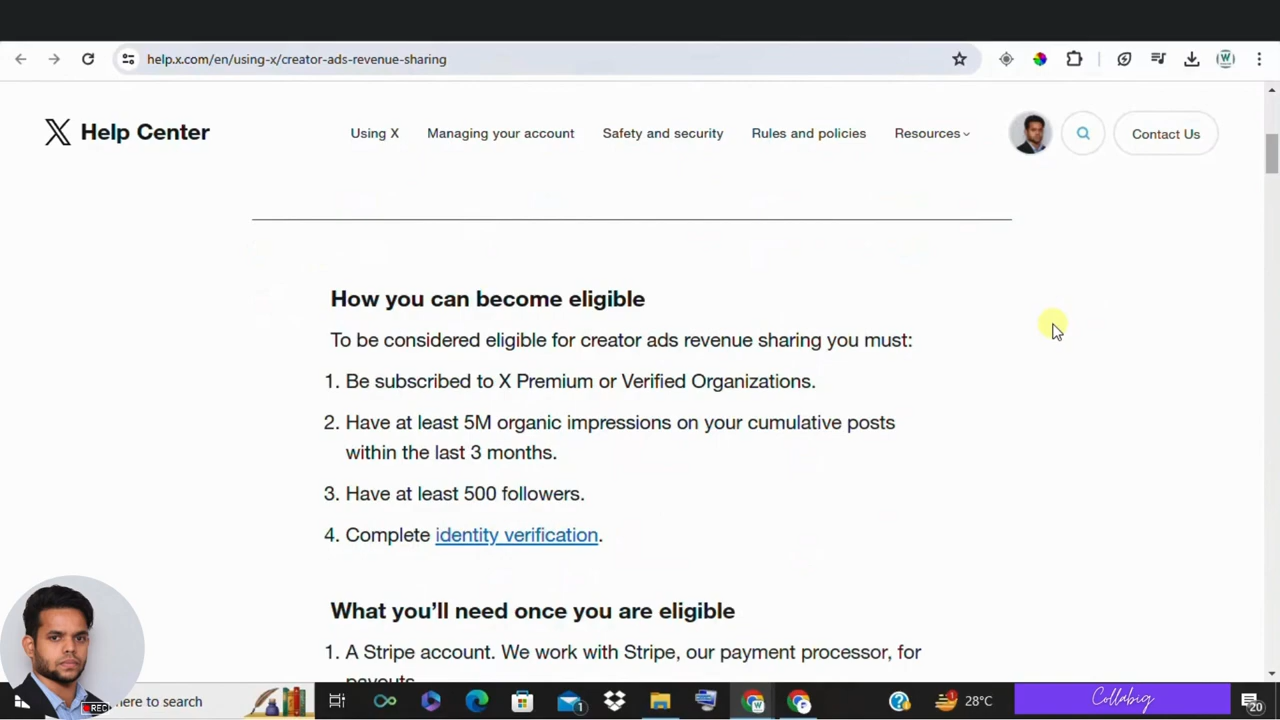 help.x.com/en/using-x/creator-ads-revenue-sharing
X Help Center
Using X
Managing your account
Safety and security
Rules and policies
Resources
Contact Us
How you can become eligible
To be considered eligible for creator ads revenue sharing you must:
1. Be subscribed to X Premium or Verified Organizations.
2. Have at least 5M organic impressions on your cumulative posts
within the last 3 months.
3. Have at least 500 followers.
4. Complete identity verification.
What you’ll need once you are eligible
1. A Stripe account. We work with Stripe, our payment processor, for
payouts.
REC
here to search
1
28°C
Collabig
20